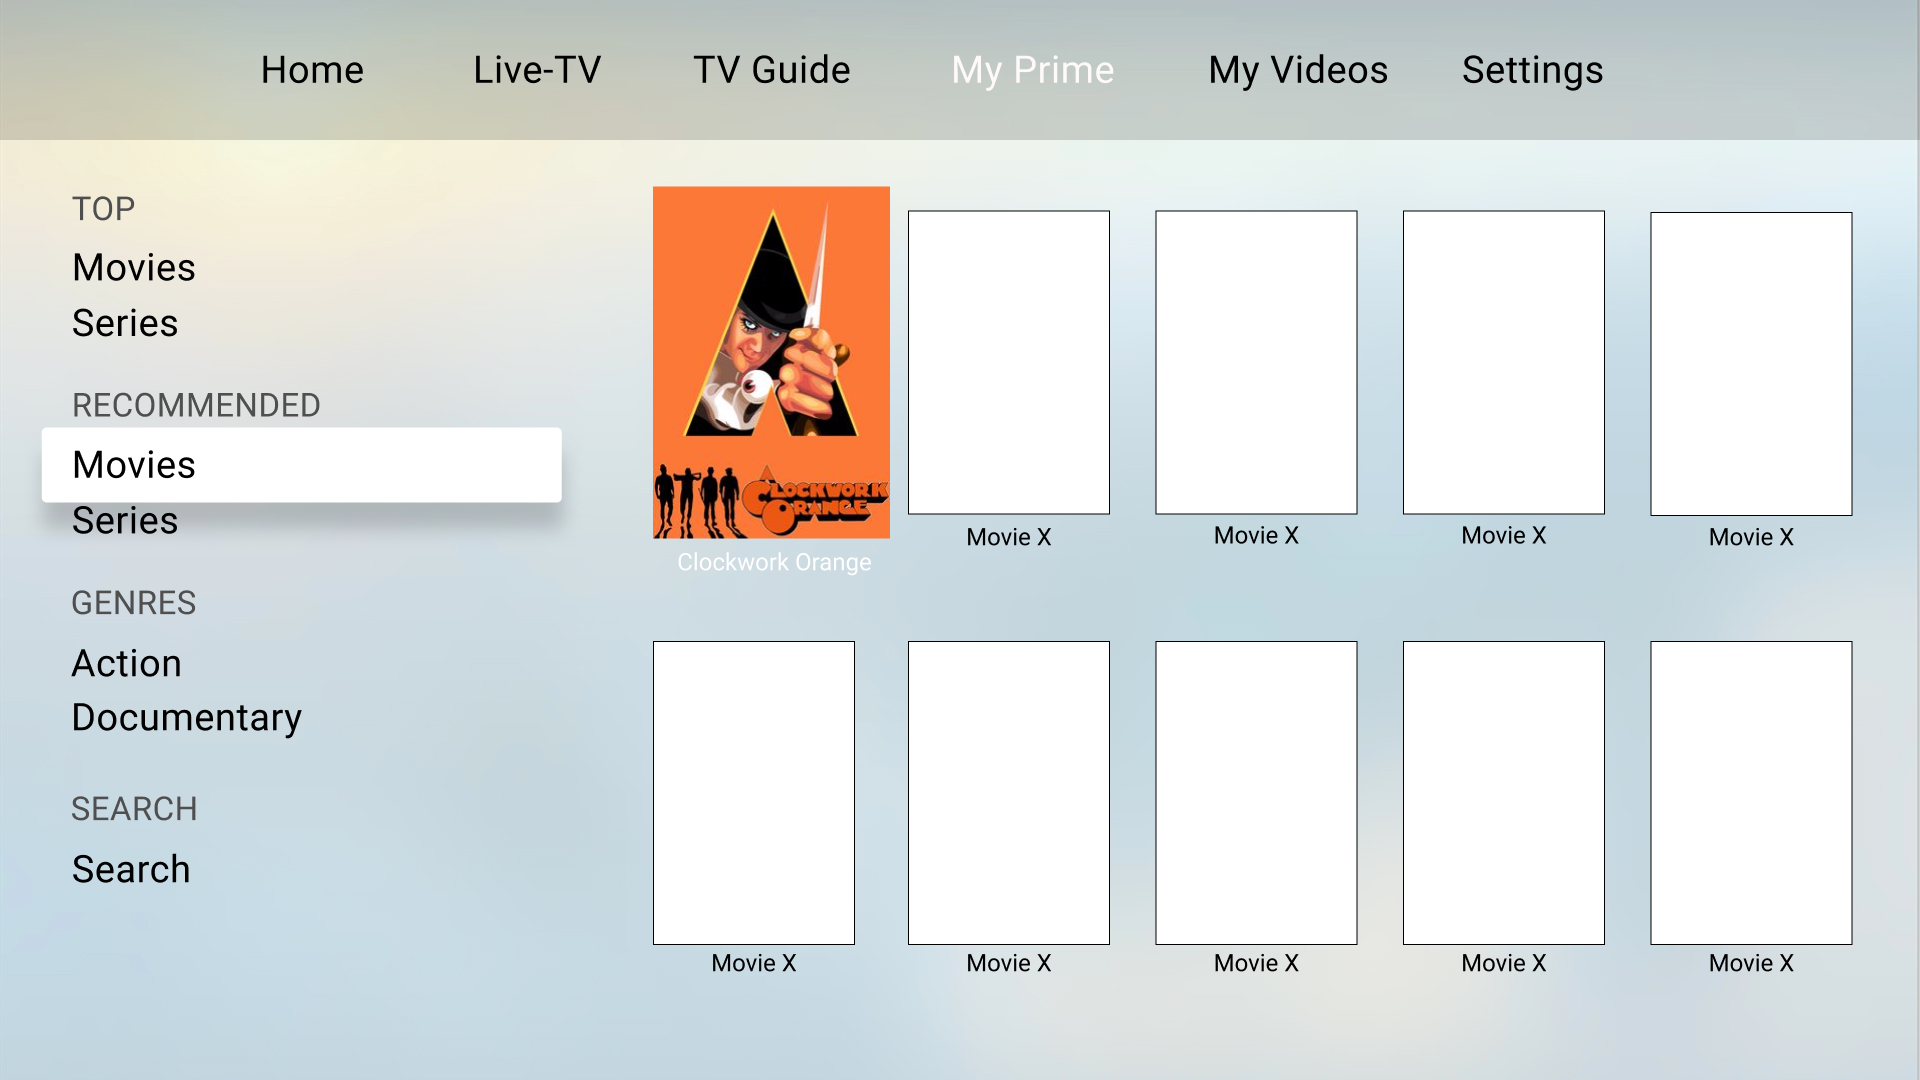 Home Live-TV TV Guide My Prime My Videos Settings
TOP
Movies
Series
RECOMMENDED
Movies
Series
GENRES
Action
Documentary
SEARCH
Search
A
CLOCKWORK
ORANGE
Clockwork Orange
Movie X
Movie X
Movie X
Movie X
Movie X
Movie X
Movie X
Movie X
Movie X